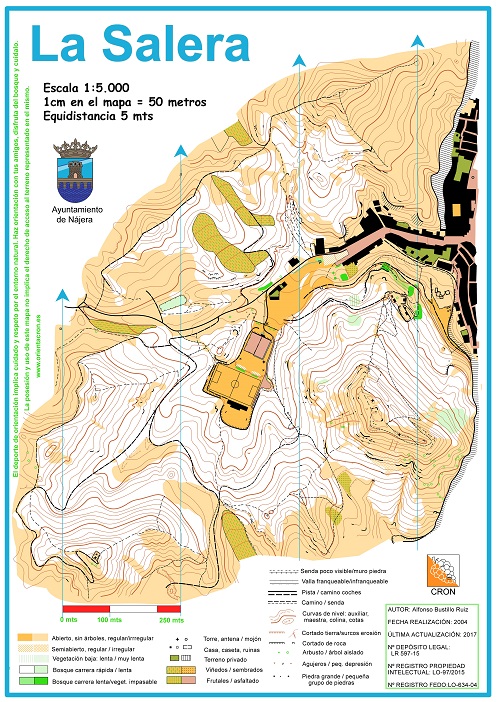 La Salera
Escala 1:5.000
1cm en el mapa = 50 metros
Equidistancia 5 mts
Ayuntamiento
de Nájera
El deporte de orientación implica cuidado y respeto por el entorno natural. Haz orientación con tus amigos, disfruta del bosque y cuídalo.
La posesión y uso de este mapa no implica el derecho de acceso al terreno representado en el mismo.
www.orientacron.es
0 mts 100 mts 250 mts
Abierto, sin árboles, regular/irregular
Semiabierto, regular / irregular
Vegetación baja: lenta / muy lenta
Bosque carrera rápida / lenta
Bosque carrera lenta/veget. impasable
Torre, antena / mojón
Casa, caseta, ruinas
Terreno privado
Viñedos / sembrados
Frutales / asfaltado
Senda poco visible/muro piedra
Valla franqueable/infranqueable
Pista / camino coches
Camino / senda
Curvas de nivel: auxiliar,
maestra, colina, cotas
Cortado tierra/surcos erosión
Cortado de roca
Arbusto / árbol aislado
Agujeros / peq. depresión
Piedra grande / pequeña
grupo de piedras
CRON
AUTOR: Alfonso Bustillo Ruiz
FECHA REALIZACIÓN: 2004
ÚLTIMA ACTUALIZACIÓN: 2017
Nº DEPÓSITO LEGAL:
LR 597-15
Nº REGISTRO PROPIEDAD
INTELECTUAL: LO-97/2015
Nº REGISTRO FEDO LO-634-04